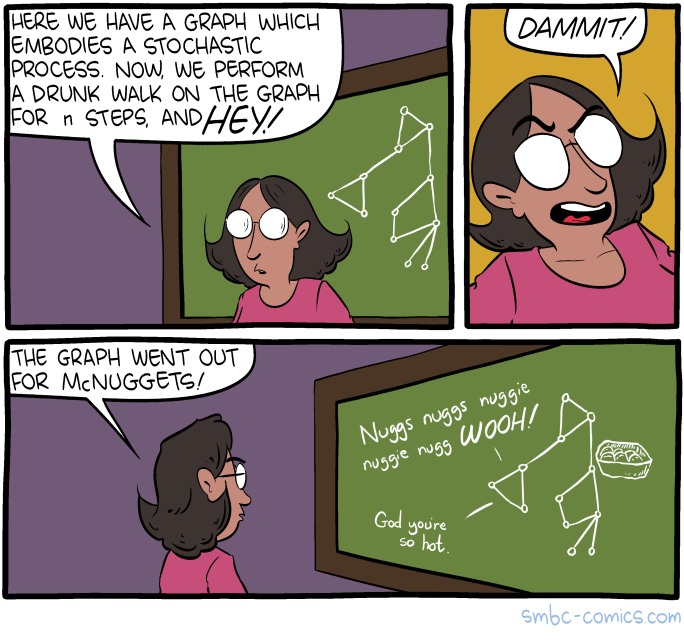 HERE WE HAVE A GRAPH WHICH
EMBODIES A STOCHASTIC
PROCESS. NOW, WE PERFORM
A DRUNK WALK ON THE GRAPH
FOR n STEPS, AND HEY!
DAMMIT!
THE GRAPH WENT OUT
FOR McNUGGETS!
Nuggs nuggs nuggie
nuggie nugg WOOH!
God you're
so hot.
smbc-comics.com